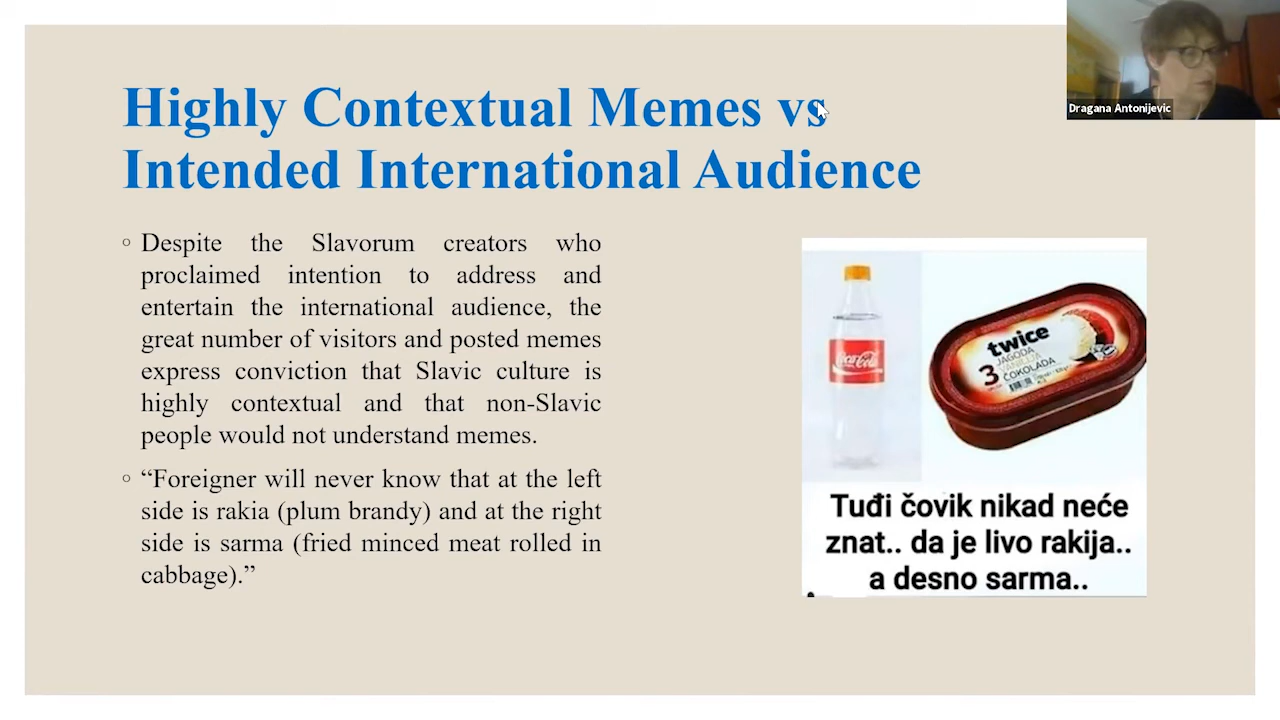 Highly Contextual Memes vs
Intended International Audience
Dragana Antonijevic
Despite the Slavorum creators who
proclaimed intention to address and
entertain the international audience, the
great number of visitors and posted memes
express conviction that Slavic culture is
highly contextual and that non-Slavic
people would not understand memes.
“Foreigner will never know that at the left
side is rakia (plum brandy) and at the right
side is sarma (fried minced meat rolled in
cabbage).”
Coca-Cola
twice
JAGODA
VANILIJA
ČOKOLADA
3
Tuđi čovik nikad neće
znat.. da je livo rakija..
a desno sarma..